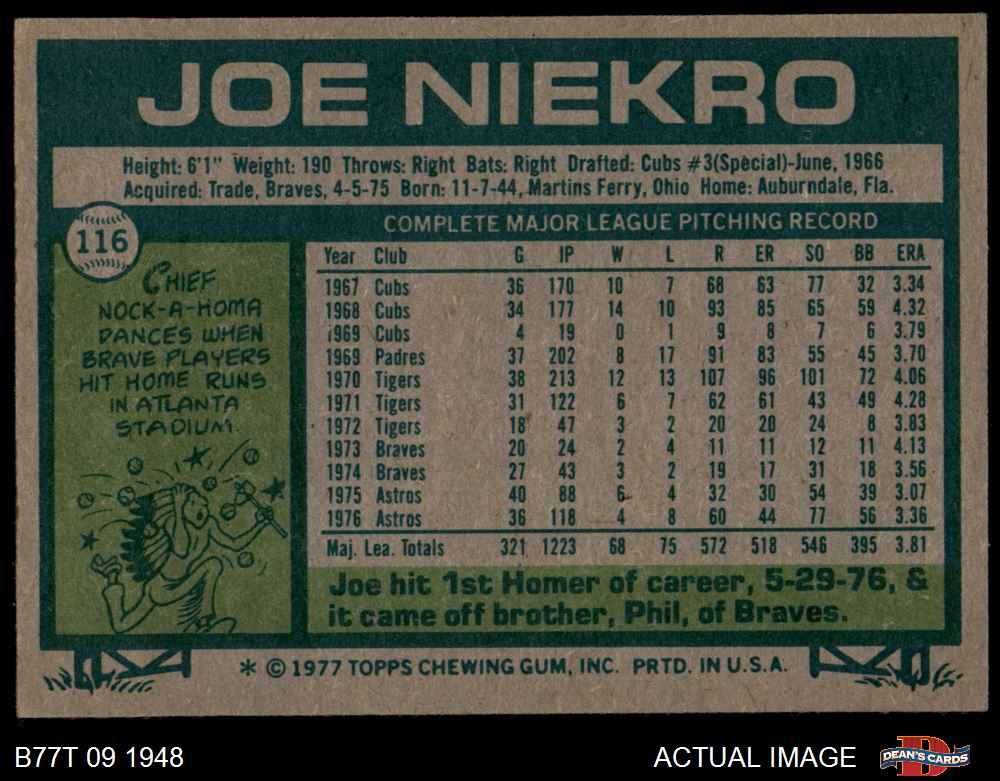 JOE NIEKRO
Height: 6'1" Weight: 190 Throws: Right Bats: Right Drafted: Cubs #3(Special)-June, 1966
Acquired: Trade, Braves, 4-5-75 Born: 11-7-44, Martins Ferry, Ohio Home: Auburndale, Fla.
116
CHIEF
NOCK-A-HOMA
DANCES WHEN
BRAVE PLAYERS
HIT HOME RUNS
IN ATLANTA
STADIUM.
COMPLETE MAJOR LEAGUE PITCHING RECORD
Year Club G IP W L R ER SO BB ERA
1967 Cubs 36 170 10 7 68 63 77 32 3.34
1968 Cubs 34 177 14 10 93 85 65 59 4.32
1969 Cubs 4 19 0 1 9 8 7 6 3.79
1969 Padres 37 202 8 17 91 83 55 45 3.70
1970 Tigers 38 213 12 13 107 96 101 72 4.06
1971 Tigers 31 122 6 7 62 61 43 49 4.28
1972 Tigers 18 47 3 2 20 20 24 8 3.83
1973 Braves 20 24 2 4 11 11 12 11 4.13
1974 Braves 27 43 3 2 19 17 31 18 3.56
1975 Astros 40 88 6 4 32 30 54 39 3.07
1976 Astros 36 118 4 8 60 44 77 56 3.36
Maj. Lea. Totals 321 1223 68 75 572 518 546 395 3.81
Joe hit 1st Homer of career, 5-29-76, &
it came off brother, Phil, of Braves.
* © 1977 TOPPS CHEWING GUM, INC. PRTD. IN U.S.A.
B77T 09 1948
ACTUAL IMAGE
DEAN'S CARDS